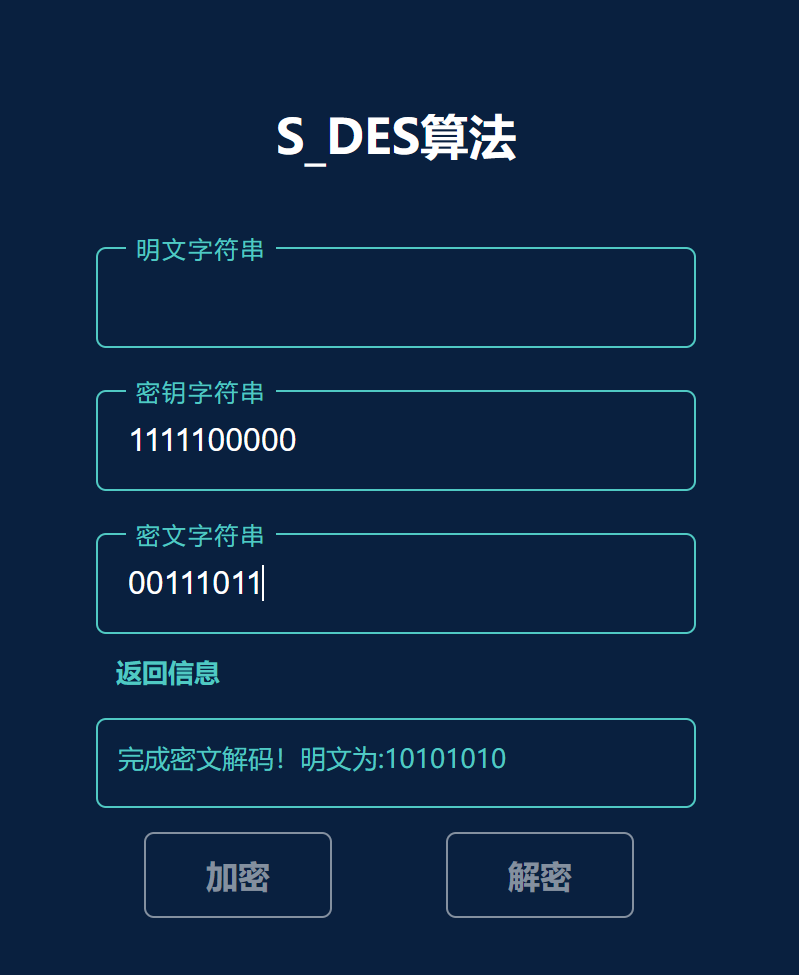 S_DES算法
明文字符串
密钥字符串
1111100000
密文字符串
00111011
返回信息
完成密文解码！明文为:10101010
加密
解密